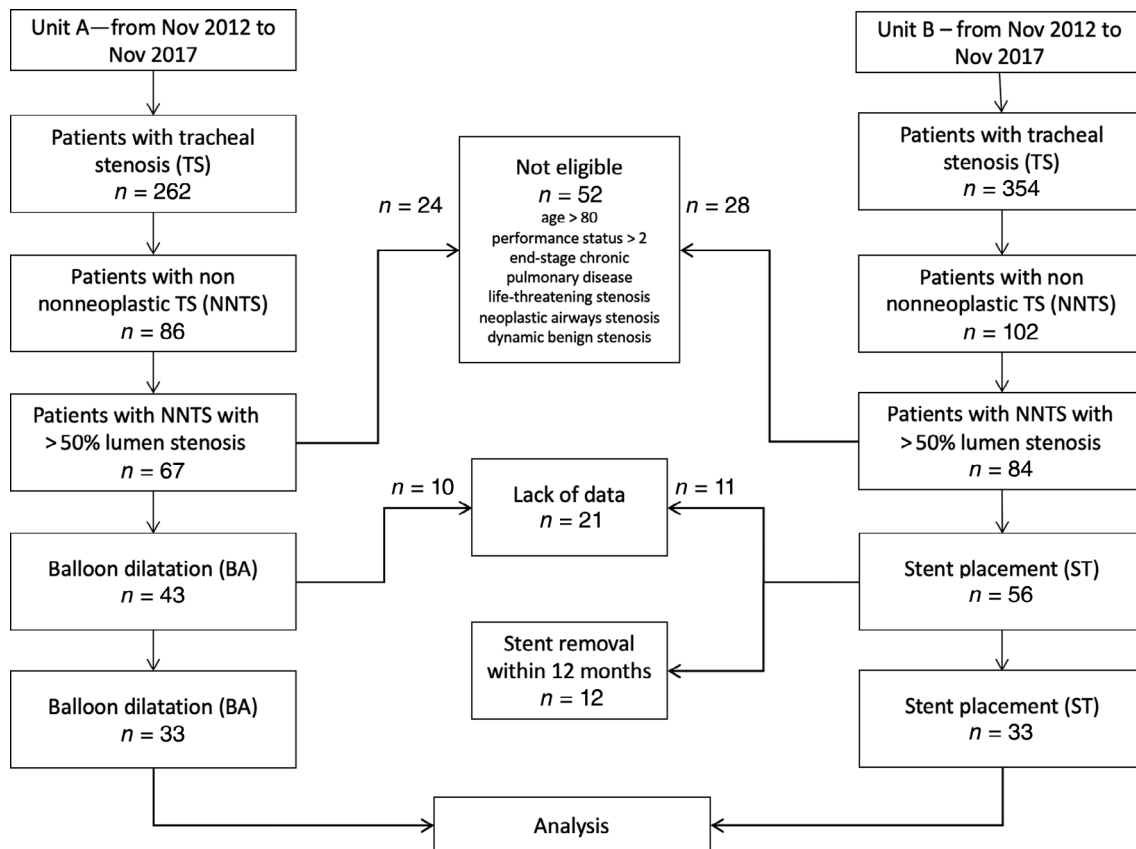 Unit A—from Nov 2012 to
Nov 2017
Patients with tracheal
stenosis (TS)
n = 262
Patients with non
nonneoplastic TS (NNTS)
n = 86
Patients with NNTS with
>50% lumen stenosis
n = 67
Balloon dilatation (BA)
n = 43
Balloon dilatation (BA)
n = 33
n = 24
Not eligible
n = 52
age > 80
performance status > 2
end-stage chronic
pulmonary disease
life-threatening stenosis
neoplastic airways stenosis
dynamic benign stenosis
n = 28
n = 10
Lack of data
n = 21
n = 11
Stent removal
within 12 months
n = 12
Unit B – from Nov 2012 to
Nov 2017
Patients with tracheal
stenosis (TS)
n = 354
Patients with non
nonneoplastic TS (NNTS)
n = 102
Patients with NNTS with
>50% lumen stenosis
n = 84
Stent placement (ST)
n = 56
Stent placement (ST)
n = 33
Analysis